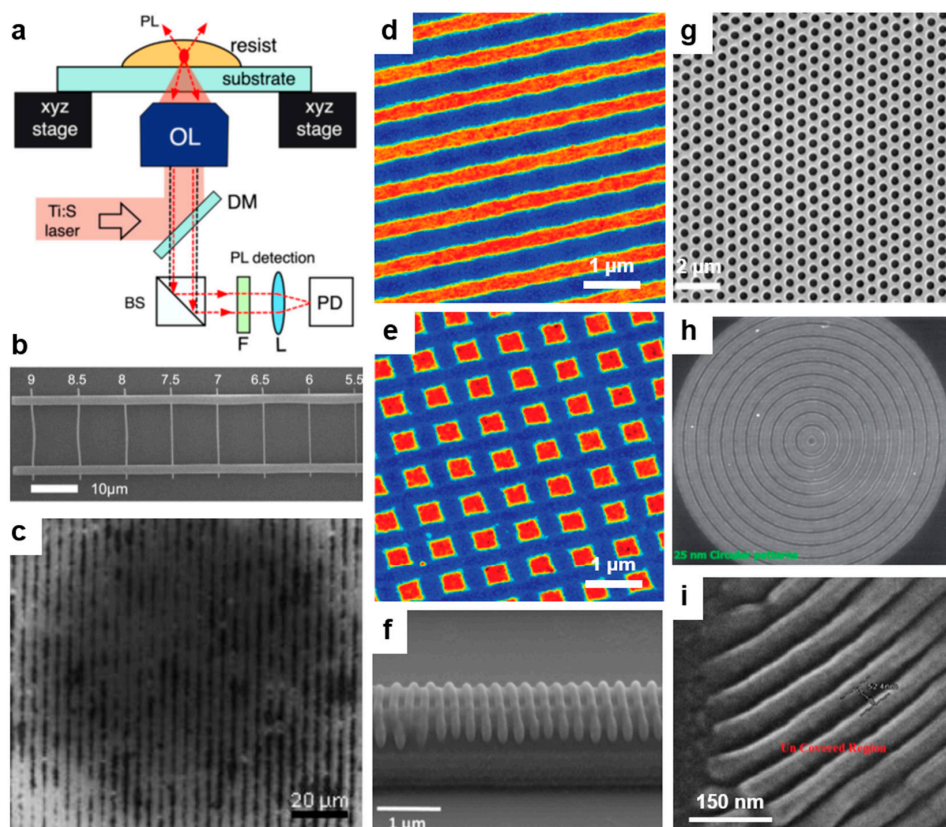 a
PL
resist
substrate
xyz
stage
xyz
stage
OL
Ti:S
laser
DM
PL detection
BS
PD
F
L
b
9 8.5 8 7.5 7 6.5 6 5.5
10µm
c
20 µm
d
1 µm
e
1 µm
f
1 µm
g
2 µm
h
25 nm Circular patterns
i
52.4nm
Un Covered Region
150 nm